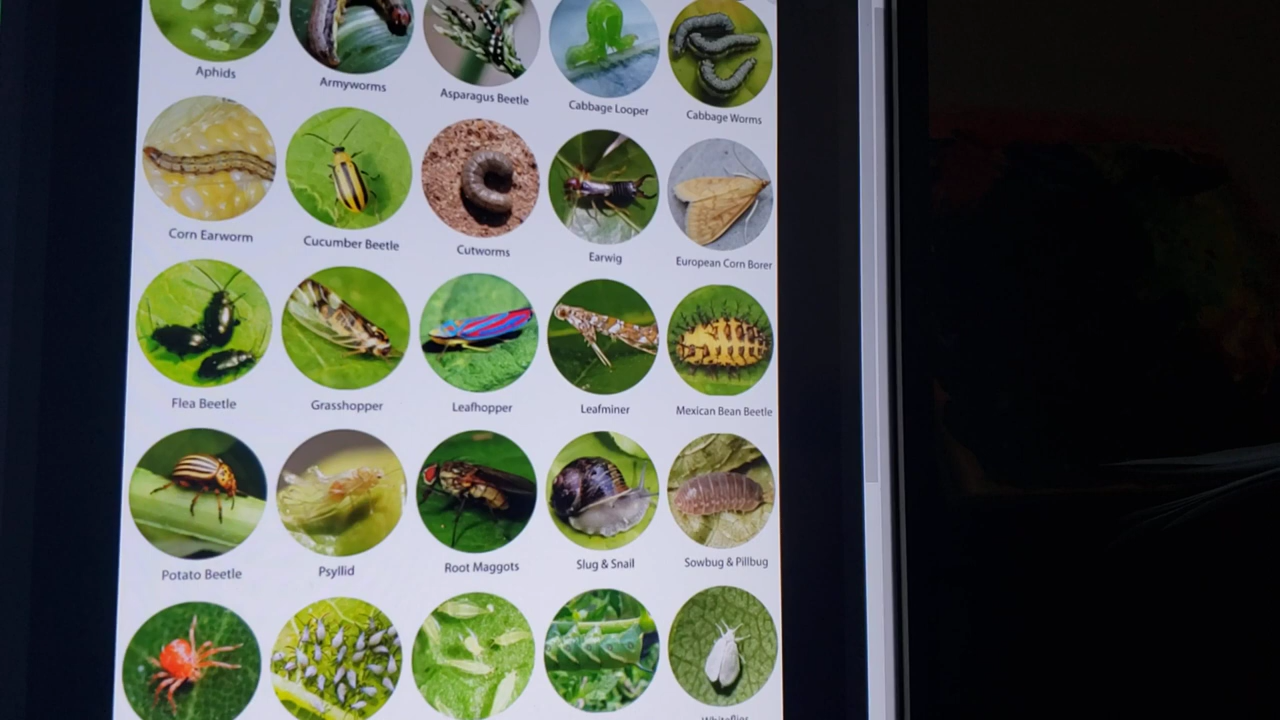 Aphids
Armyworms
Asparagus Beetle
Cabbage Looper
Cabbage Worms
Corn Earworm
Cucumber Beetle
Cutworms
Earwig
European Corn Borer
Flea Beetle
Grasshopper
Leafhopper
Leafminer
Mexican Bean Beetle
Potato Beetle
Psyllid
Root Maggots
Slug & Snail
Sowbug & Pillbug
Whiteflies